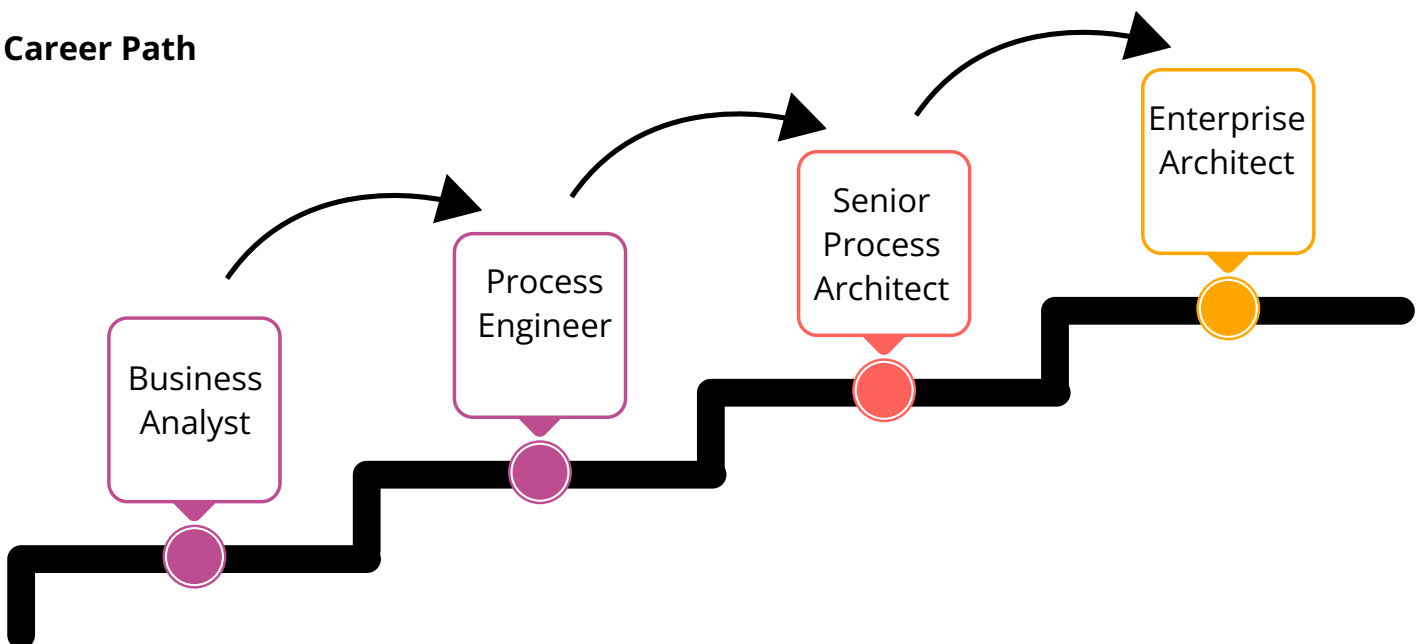 Career Path
Business
Analyst
Process
Engineer
Senior
Process
Architect
Enterprise
Architect